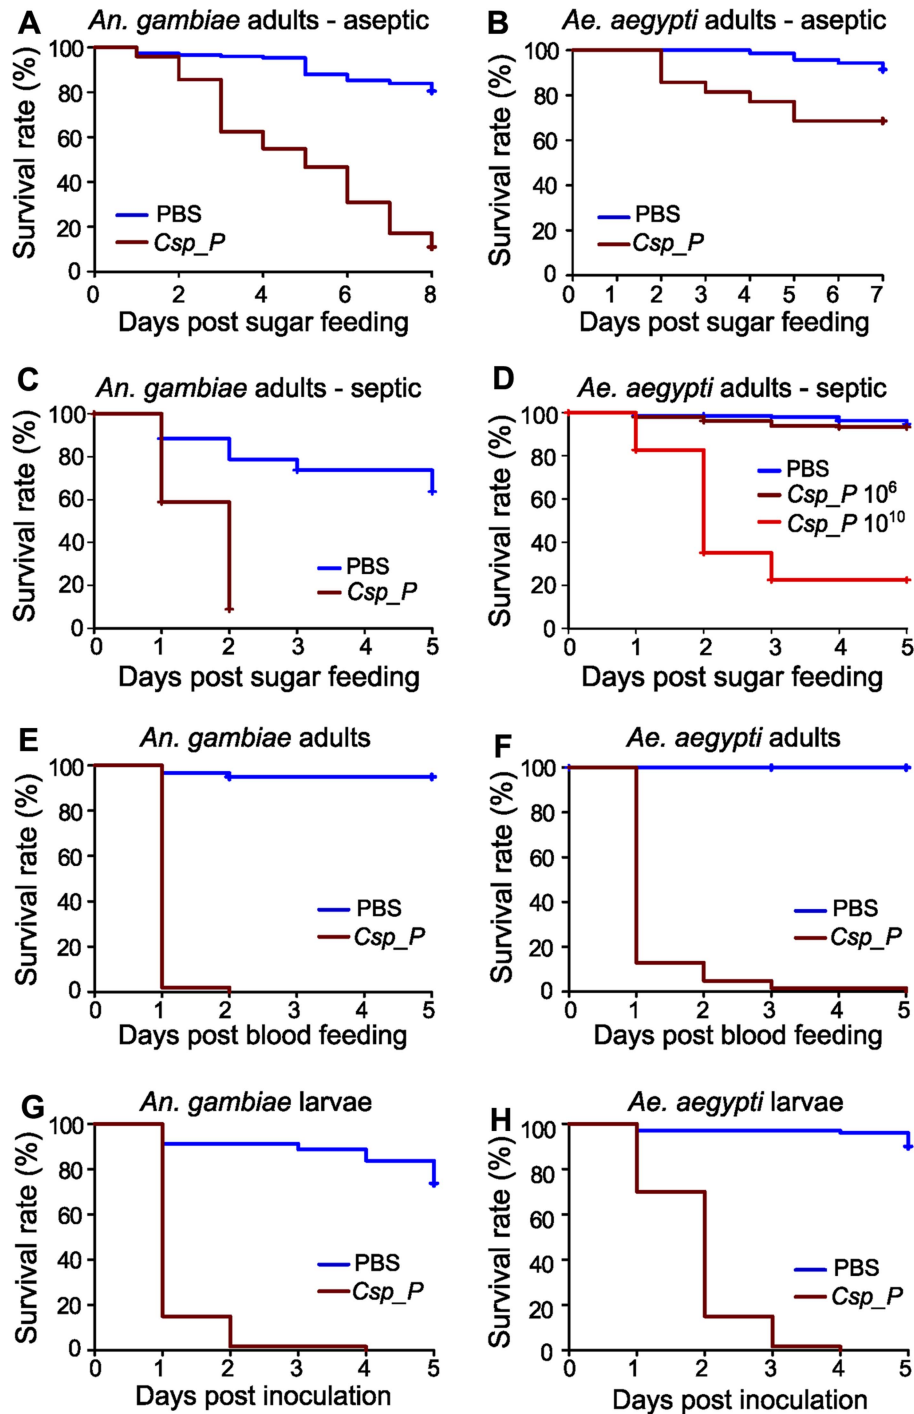 A
An. gambiae adults - aseptic
Survival rate (%)
100
80
60
40
20
0
PBS
Csp_P
0 2 4 6 8
Days post sugar feeding
B
Ae. aegypti adults - aseptic
Survival rate (%)
100
80
60
40
20
0
PBS
Csp_P
0 1 2 3 4 5 6 7
Days post sugar feeding
C
An. gambiae adults - septic
Survival rate (%)
100
80
60
40
20
0
PBS
Csp_P
0 1 2 3 4 5
Days post sugar feeding
D
Ae. aegypti adults - septic
Survival rate (%)
100
80
60
40
20
0
PBS
Csp_P 10⁶
Csp_P 10¹⁰
0 1 2 3 4 5
Days post sugar feeding
E
An. gambiae adults
Survival rate (%)
100
80
60
40
20
0
PBS
Csp_P
0 1 2 3 4 5
Days post blood feeding
F
Ae. aegypti adults
Survival rate (%)
100
80
60
40
20
0
PBS
Csp_P
0 1 2 3 4 5
Days post blood feeding
G
An. gambiae larvae
Survival rate (%)
100
80
60
40
20
0
PBS
Csp_P
0 1 2 3 4 5
Days post inoculation
H
Ae. aegypti larvae
Survival rate (%)
100
80
60
40
20
0
PBS
Csp_P
0 1 2 3 4 5
Days post inoculation